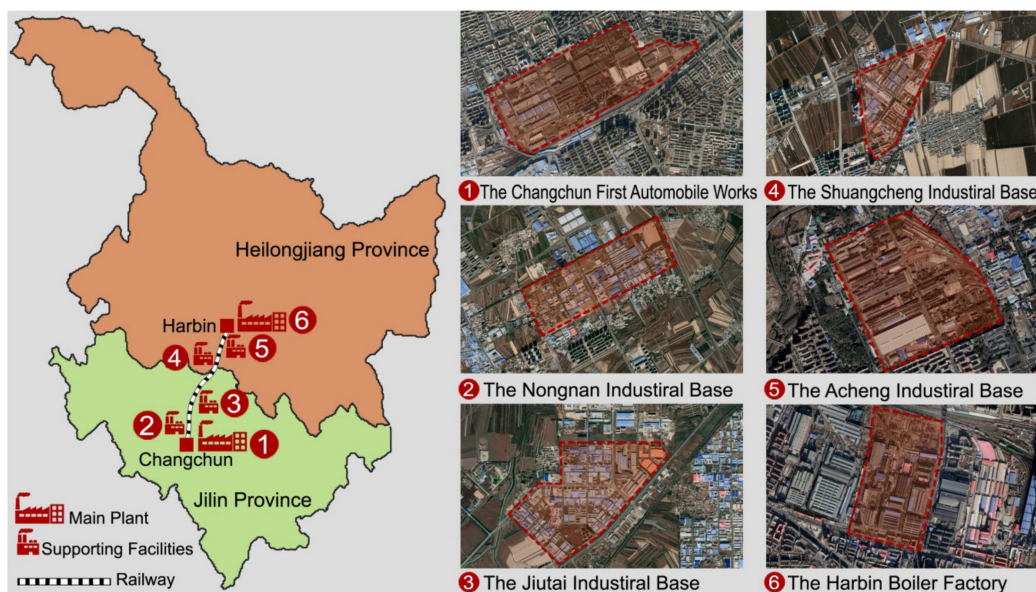 Heilongjiang Province
Harbin
6
5
4
3
2
1
Changchun
Jilin Province
Main Plant
Supporting Facilities
Railway
1 The Changchun First Automobile Works
2 The Nongnan Industiral Base
3 The Jiutai Industiral Base
4 The Shuangcheng Industiral Base
5 The Acheng Industiral Base
6 The Harbin Boiler Factory